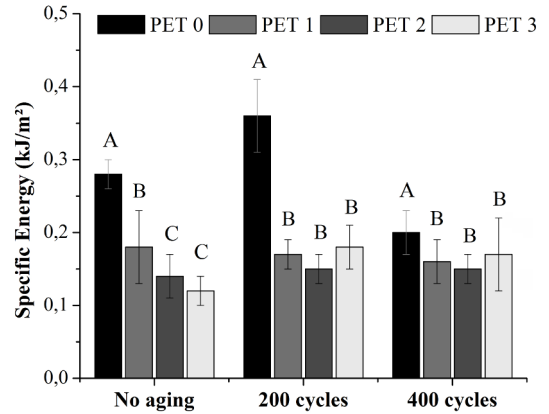 0,5
PET 0 PET 1 PET 2 PET 3
A
0,4
A
0,3
B
B
A
B
B
B
B
B
C
C
0,2
0,1
0,0
Specific Energy (kJ/m²)
No aging 200 cycles 400 cycles